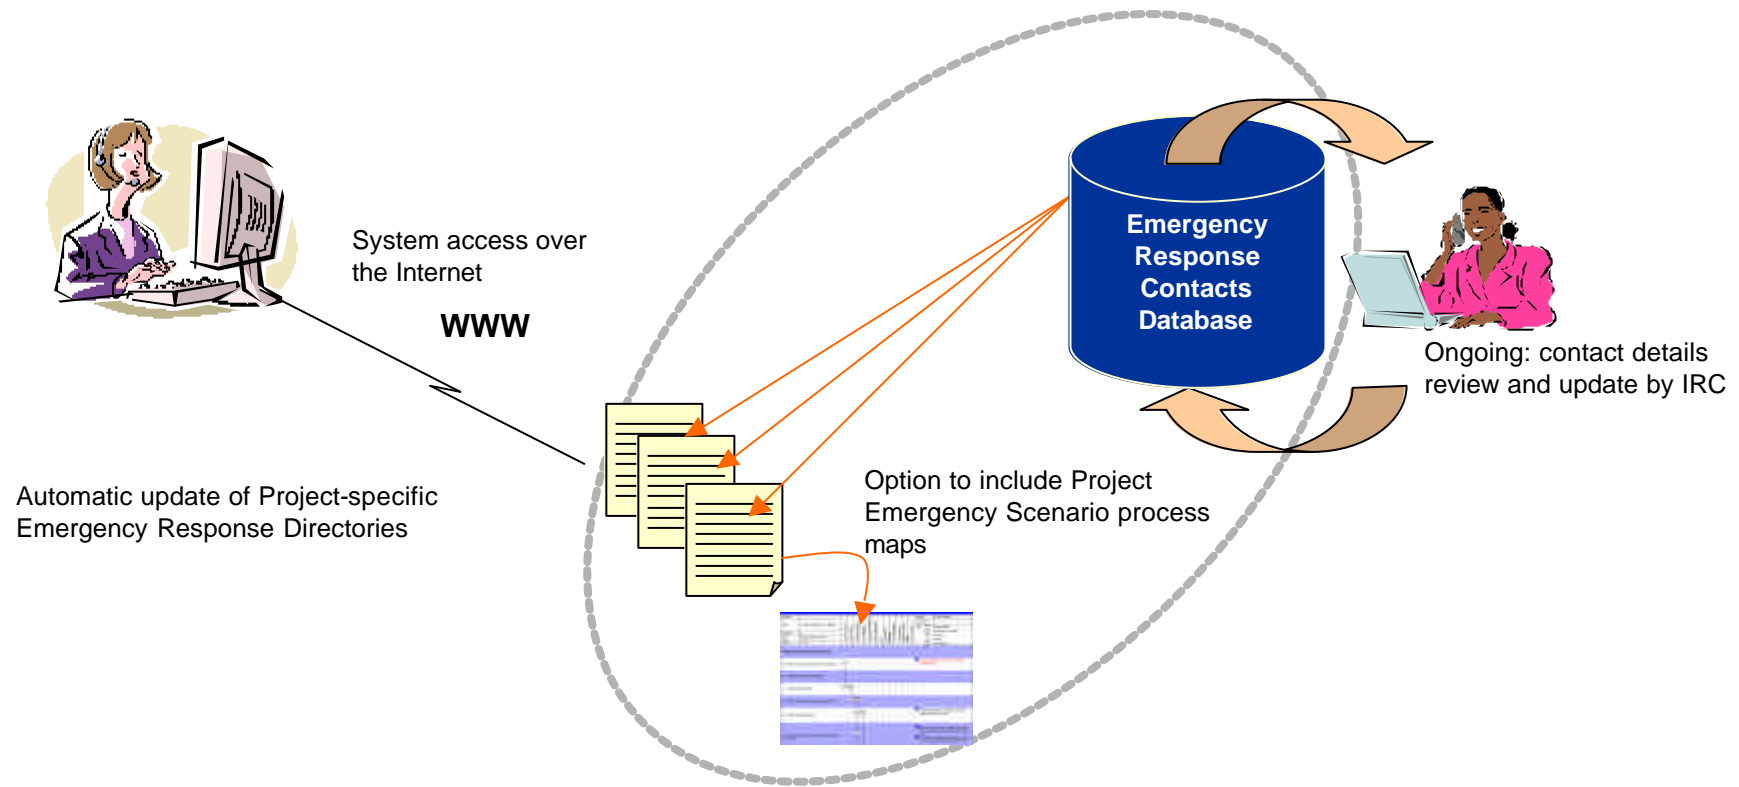 System access over
the Internet
WWW
Emergency
Response
Contacts
Database
Ongoing: contact details
review and update by IRC
Automatic update of Project-specific
Emergency Response Directories
Option to include Project
Emergency Scenario process
maps